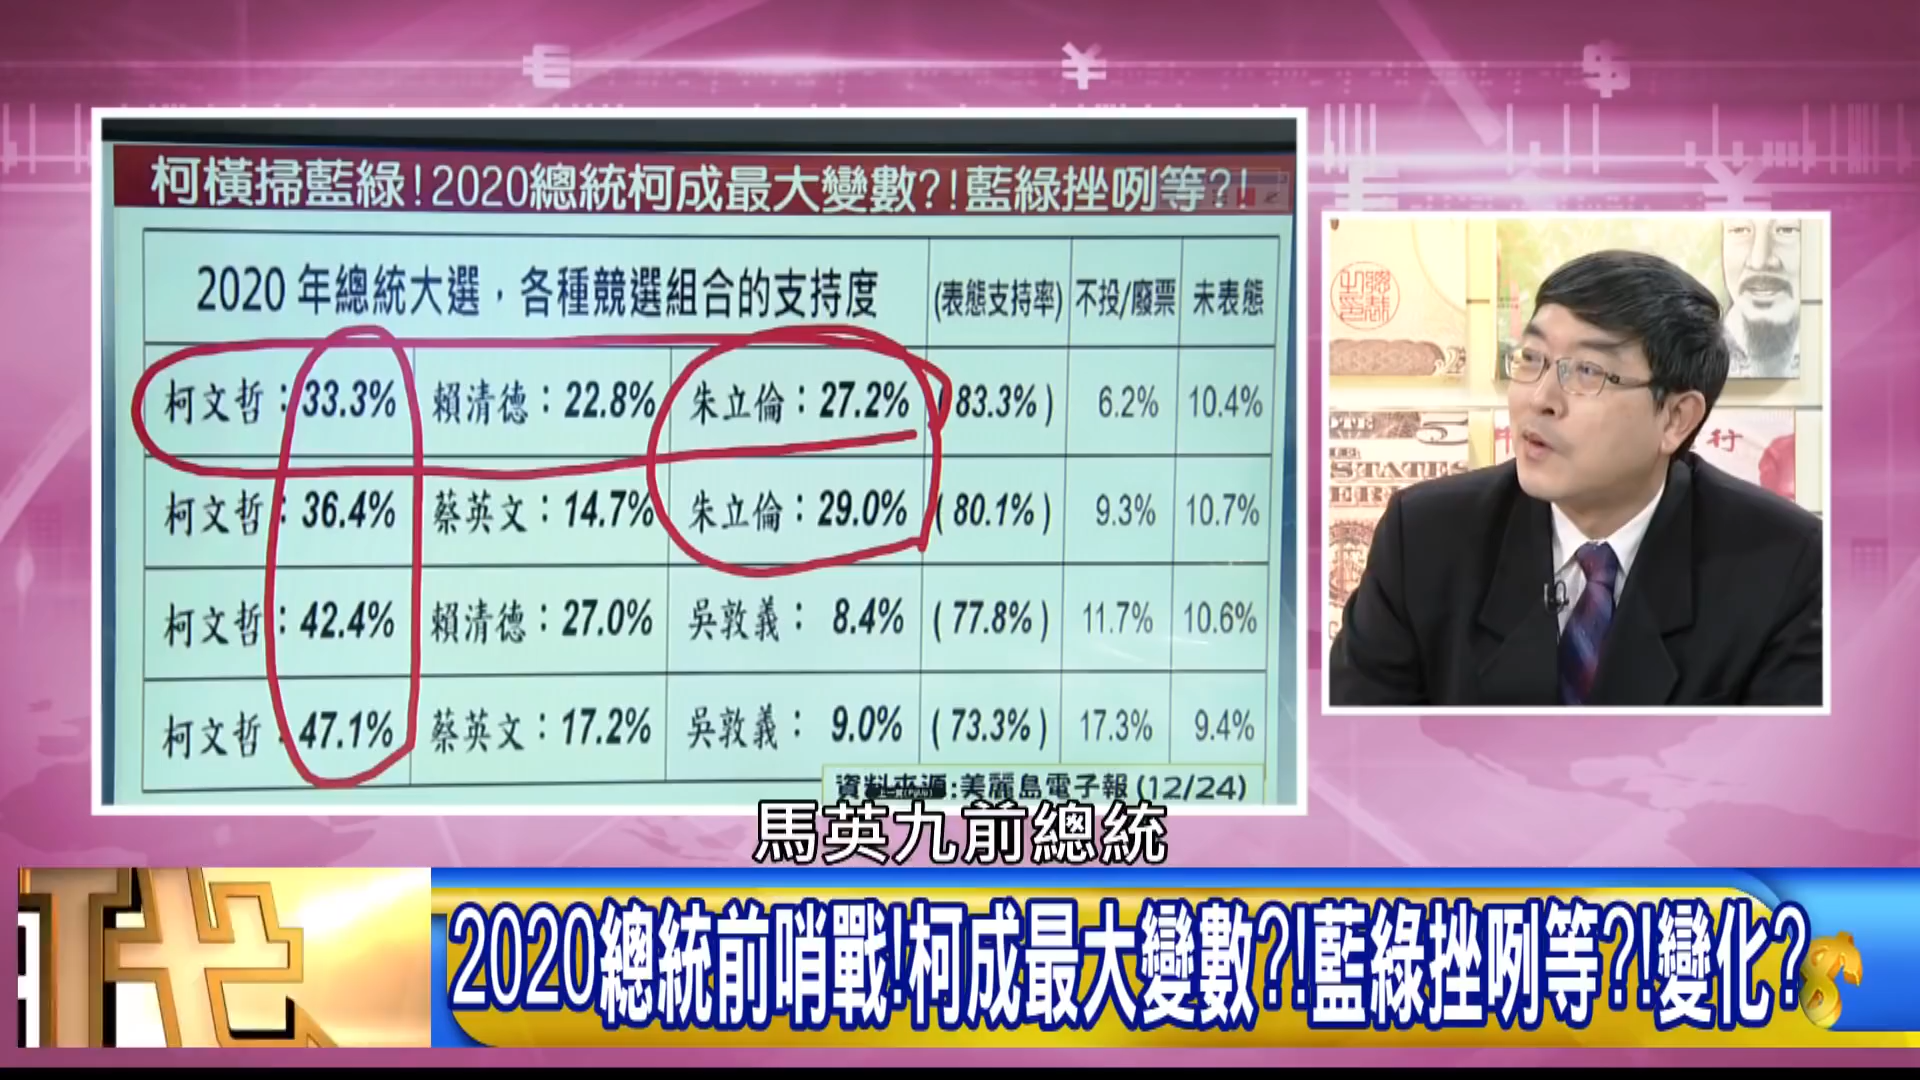 柯橫掃藍綠!2020總統柯成最大變數?!藍綠挫咧等?!
2020 年總統大選，各種競選組合的支持度 (表態支持率) 不投/廢票 未表態
柯文哲：33.3% 賴清德：22.8% 朱立倫：27.2% (83.3%) 6.2% 10.4%
柯文哲：36.4% 蔡英文：14.7% 朱立倫：29.0% (80.1%) 9.3% 10.7%
柯文哲：42.4% 賴清德：27.0% 吳敦義：8.4% (77.8%) 11.7% 10.6%
柯文哲：47.1% 蔡英文：17.2% 吳敦義：9.0% (73.3%) 17.3% 9.4%
資料來源:美麗島電子報(12/24)
馬英九前總統
2020總統前哨戰!柯成最大變數?!藍綠挫咧等?!變化?